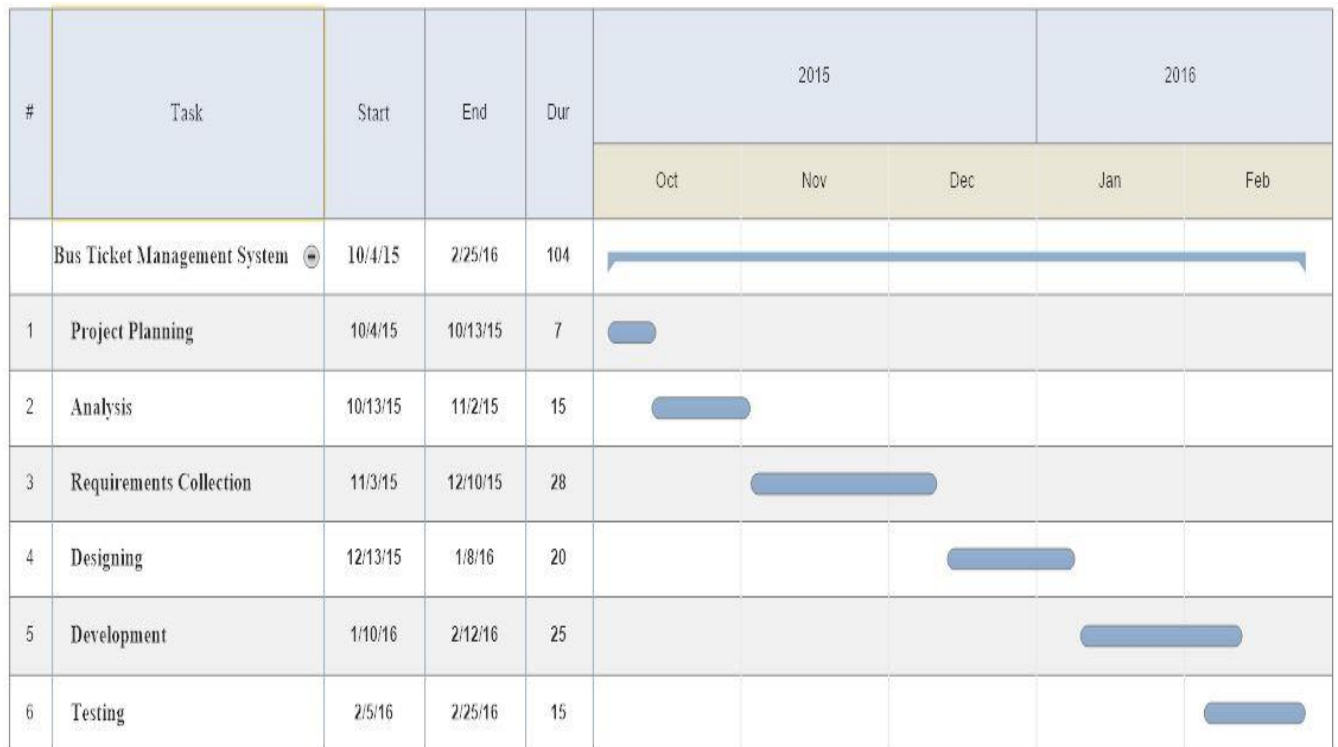 # Task Start End Dur 2015 2016
Oct Nov Dec Jan Feb
Bus Ticket Management System 10/4/15 2/25/16 104
1 Project Planning 10/4/15 10/13/15 7
2 Analysis 10/13/15 11/2/15 15
3 Requirements Collection 11/3/15 12/10/15 28
4 Designing 12/13/15 1/8/16 20
5 Development 1/10/16 2/12/16 25
6 Testing 2/5/16 2/25/16 15